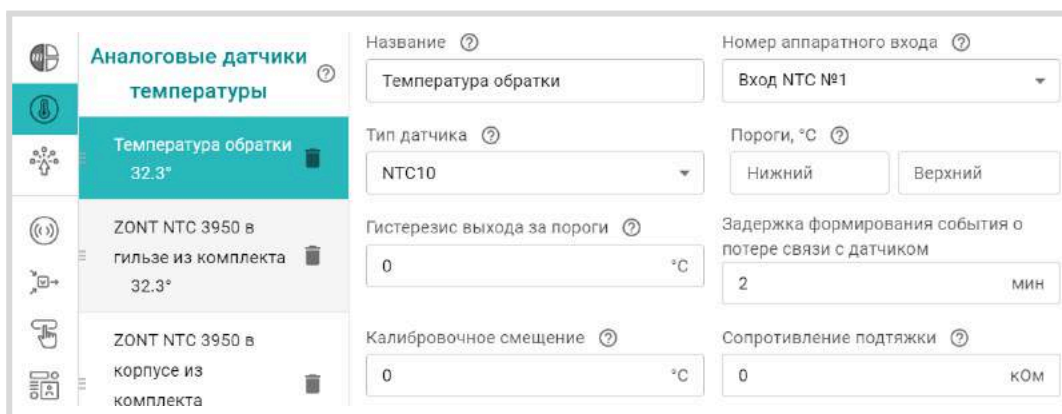 Аналоговые датчики
температуры
Температура обратки
32.3°
ZONT NTC 3950 в
гильзе из комплекта
32.3°
ZONT NTC 3950 в
корпусе из
комплекта
Название
Температура обратки
Номер аппаратного входа
Вход NTC №1
Тип датчика
NTC10
Пороги, °C
Нижний
Верхний
Гистерезис выхода за пороги
0 °C
Задержка формирования события о
потере связи с датчиком
2 мин
Калибровочное смещение
0 °C
Сопротивление подтяжки
0 кОм